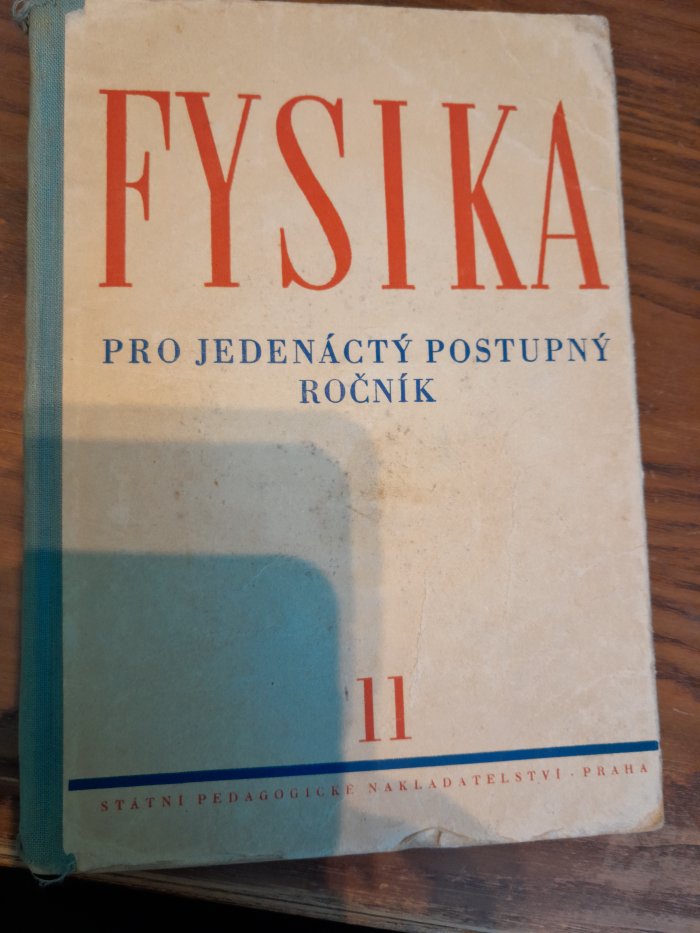 FYSIKA
PRO JEDENÁCTÝ POSTUPNÝ
ROČNÍK
11
STÁTNÍ PEDAGOGICKÉ NAKLADATELSTVÍ · PRAHA